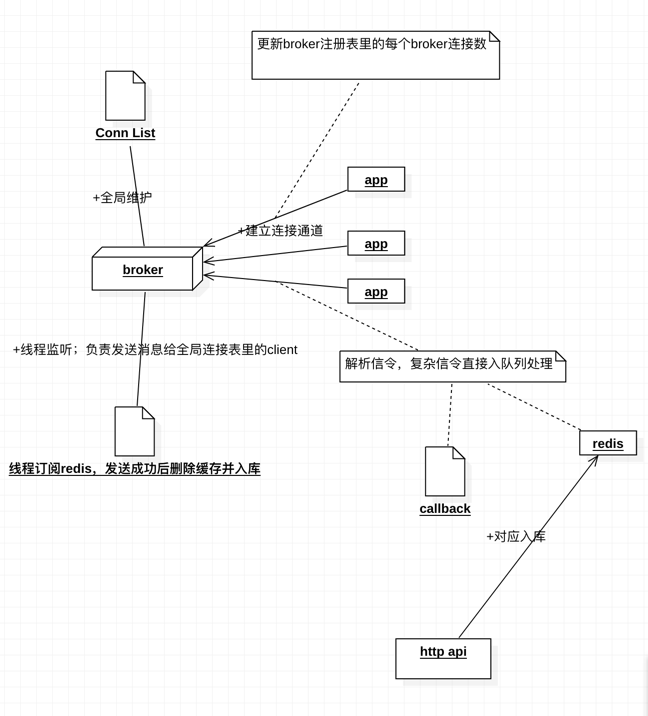 更新broker注册表里的每个broker连接数
Conn List
+全局维护
app
+建立连接通道
app
broker
app
+线程监听；负责发送消息给全局连接表里的client
解析信令，复杂信令直接入队列处理
redis
线程订阅redis，发送成功后删除缓存并入库
callback
+对应入库
http api